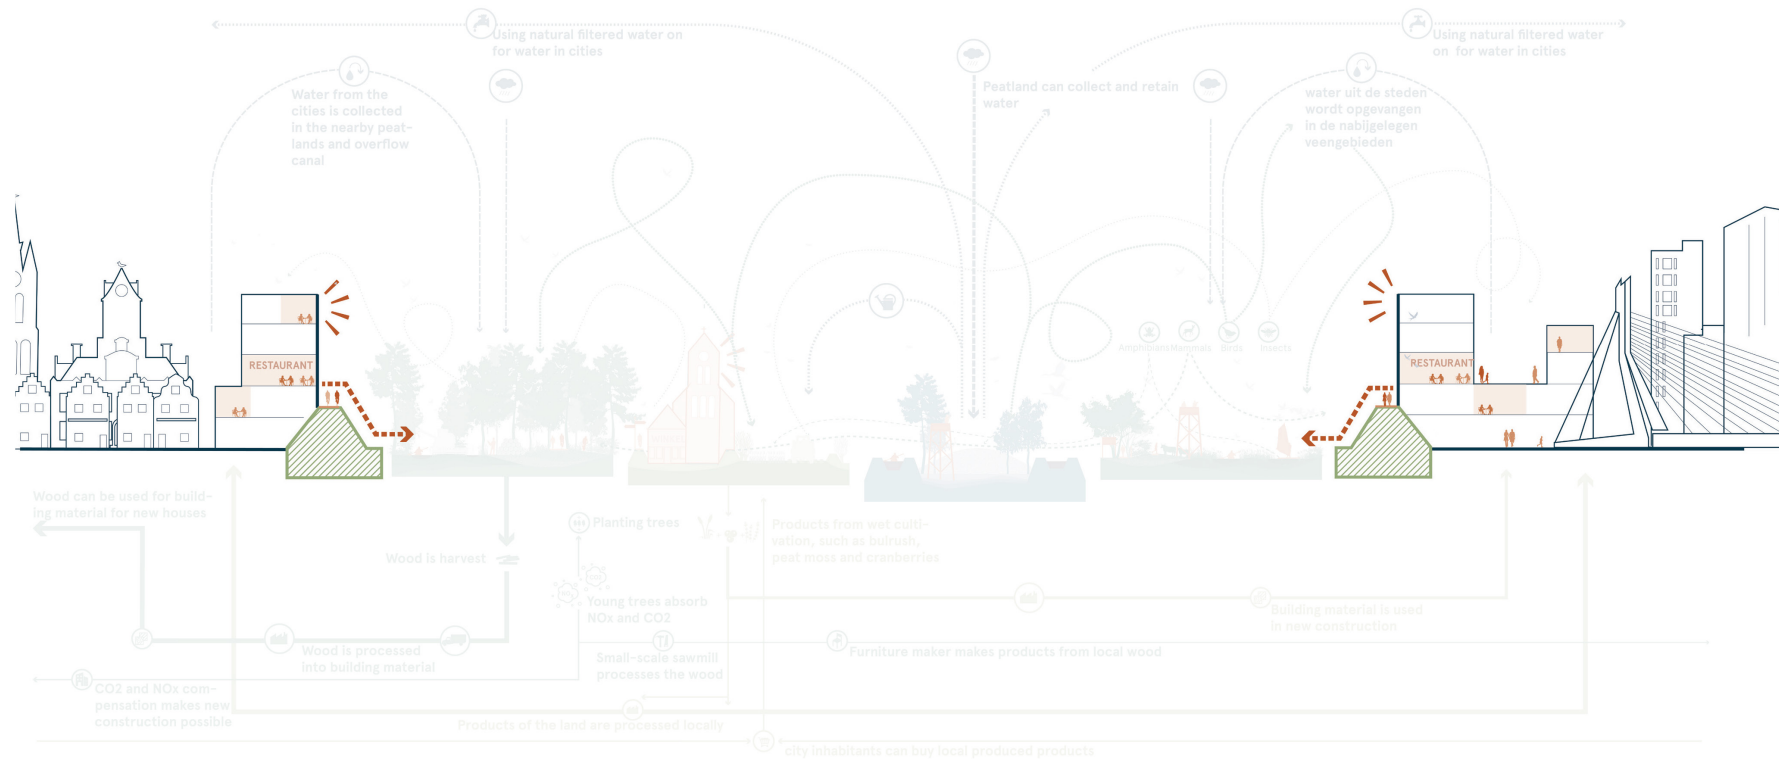 Using natural filtered water on
for water in cities
Using natural filtered water
on for water in cities
Water from the
cities is collected
in the nearby peat-
lands and overflow
canal
Peatland can collect and retain
water
water uit de steden
wordt opgevangen
in de nabijgelegen
veengebieden
Amphibians Mammals Birds Insects
RESTAURANT
RESTAURANT
Wood can be used for build-
ing material for new houses
Planting trees
Products from wet culti-
vation, such as bulrush,
peat moss and cranberries
Wood is harvest
Young trees absorb
NOx and CO2
Building material is used
in new construction
Wood is processed
into building material
Small-scale sawmill
processes the wood
Furniture maker makes products from local wood
CO2 and NOx com-
pensation makes new
construction possible
Products of the land are processed locally
city inhabitants can buy local produced products